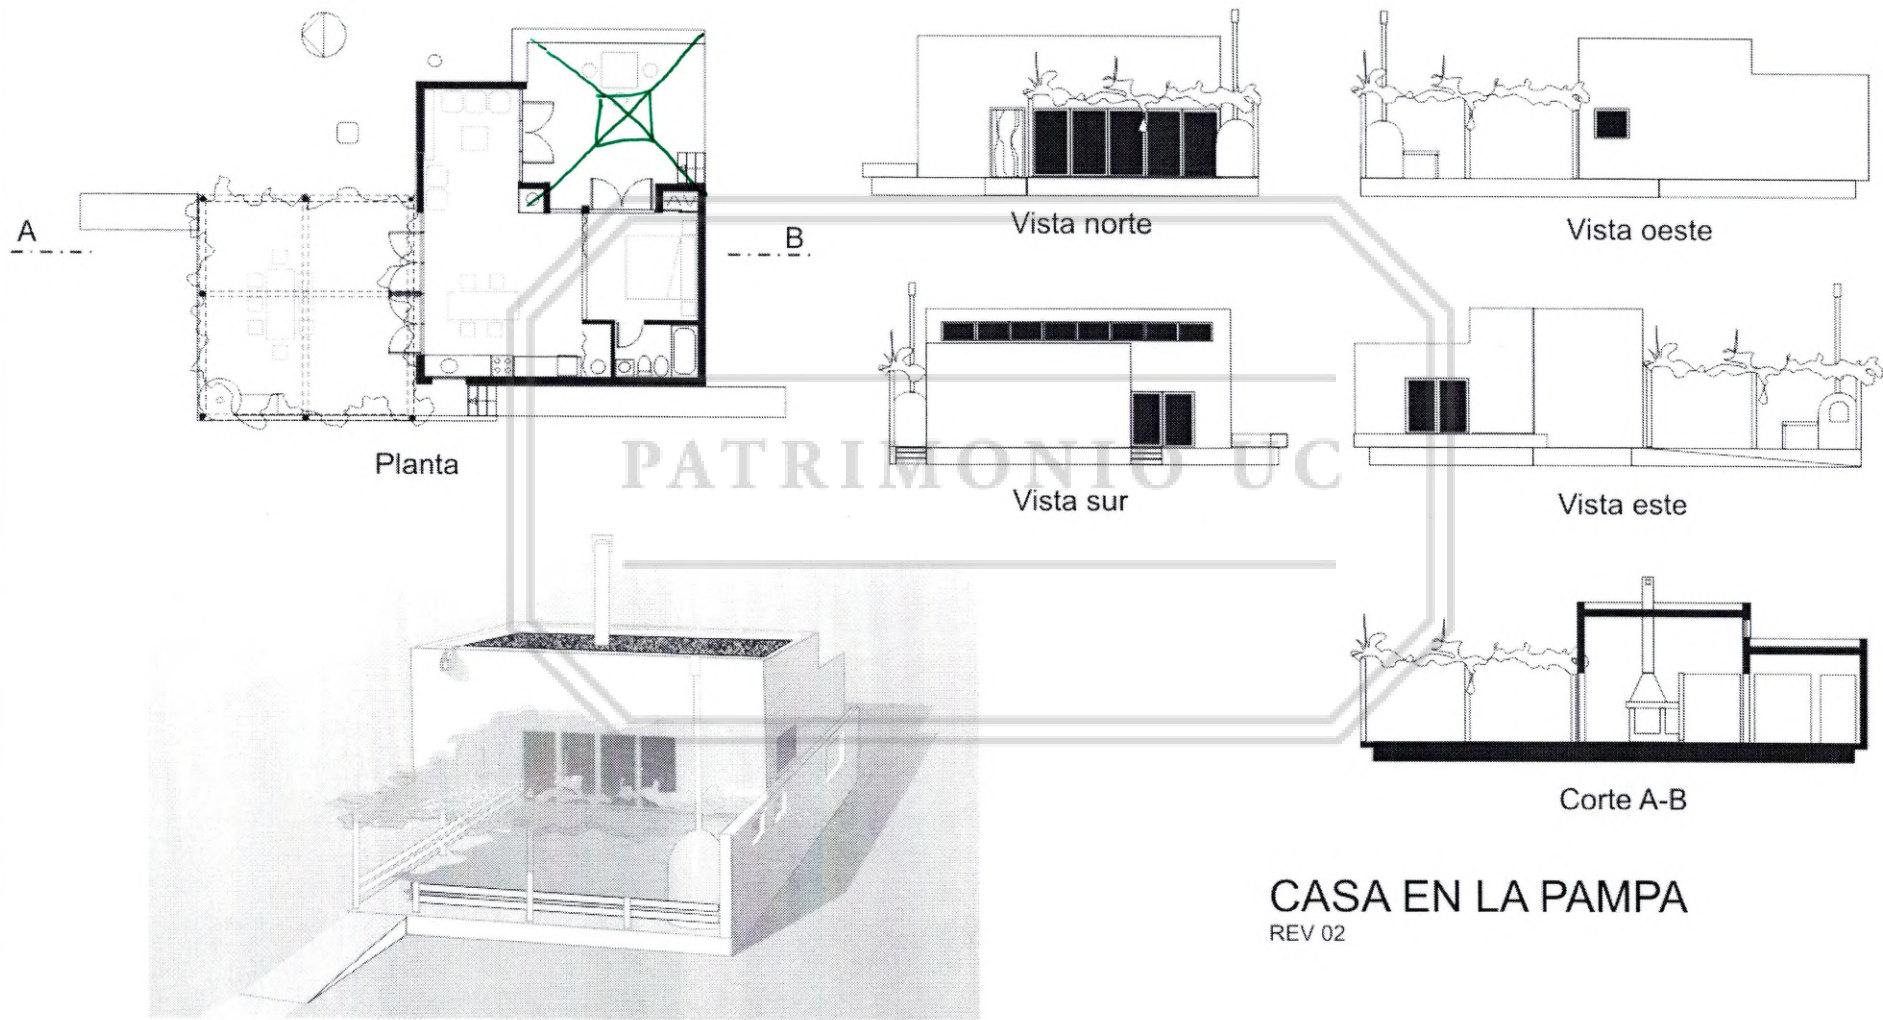 A
B
Planta
Vista norte
Vista oeste
Vista sur
Vista este
PATRIMONIO UC
Corte A-B
CASA EN LA PAMPA
REV 02